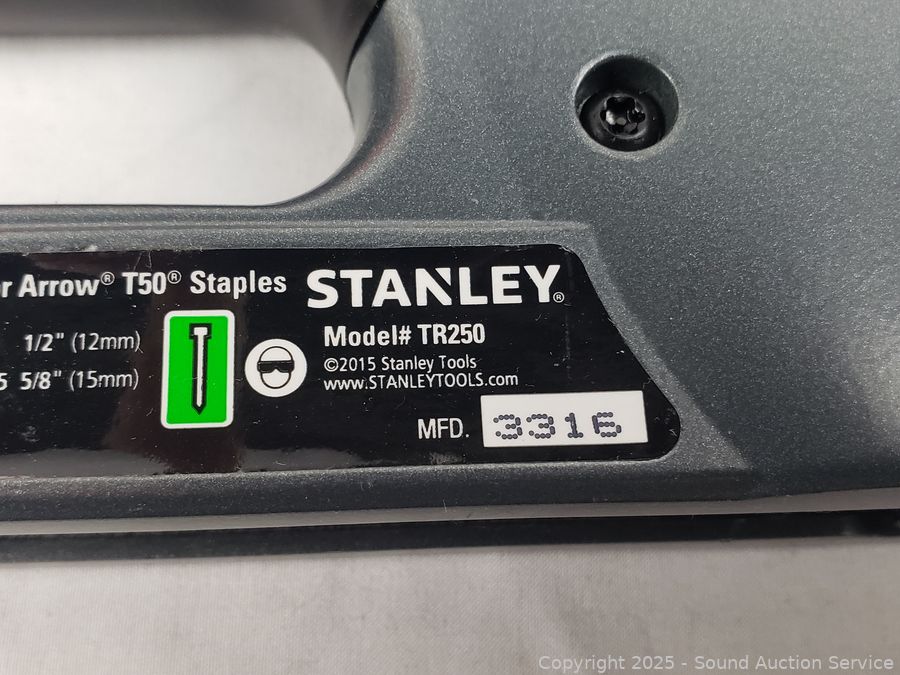 Arrow® T50® Staples
STANLEY®
1/2" (12mm)
5/8" (15mm)
Model# TR250
©2015 Stanley Tools
www.STANLEYTOOLS.com
MFD. 3316
Copyright 2025 - Sound Auction Service